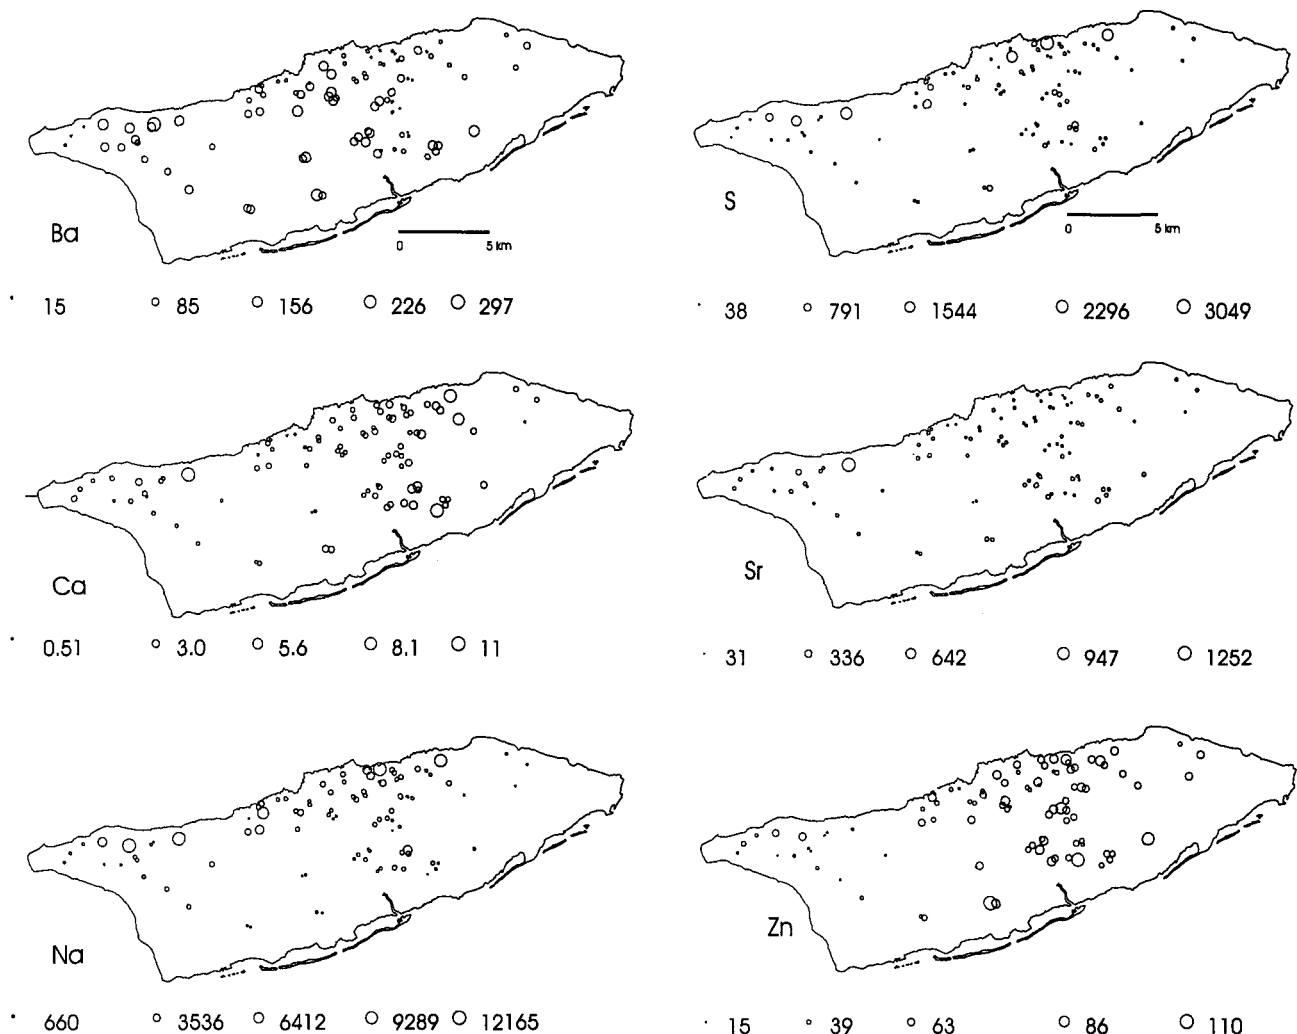 Ba
0 5 km
15 85 156 226 297
S
0 5 km
38 791 1544 2296 3049
Ca
0.51 3.0 5.6 8.1 11
Sr
31 336 642 947 1252
Na
660 3536 6412 9289 12165
Zn
15 39 63 86 110